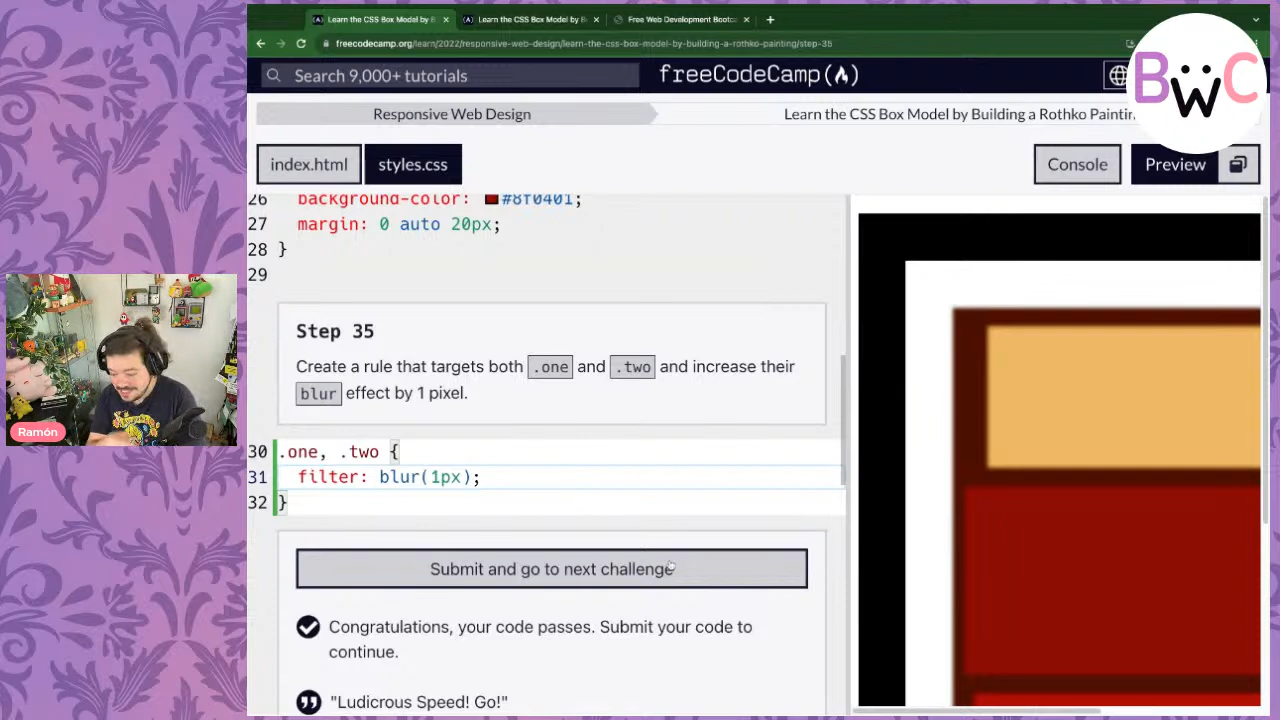 Learn the CSS Box Model by B
Learn the CSS Box Model by B
Free Web Development Bootca
freecodecamp.org/learn/2022/responsive-web-design/learn-the-css-box-model-by-building-a-rothko-painting/step-35
Search 9,000+ tutorials
freeCodeCamp(
)
BWC
Responsive Web Design
Learn the CSS Box Model by Building a Rothko Paintin
index.html
styles.css
Console
Preview
26 background-color: #8f0401;
27 margin: 0 auto 20px;
28 }
29
Step 35
Create a rule that targets both .one and .two and increase their
blur effect by 1 pixel.
30 .one, .two {
31 filter: blur(1px);
32 }
Submit and go to next challenge
Congratulations, your code passes. Submit your code to
continue.
"Ludicrous Speed! Go!"
Ramón